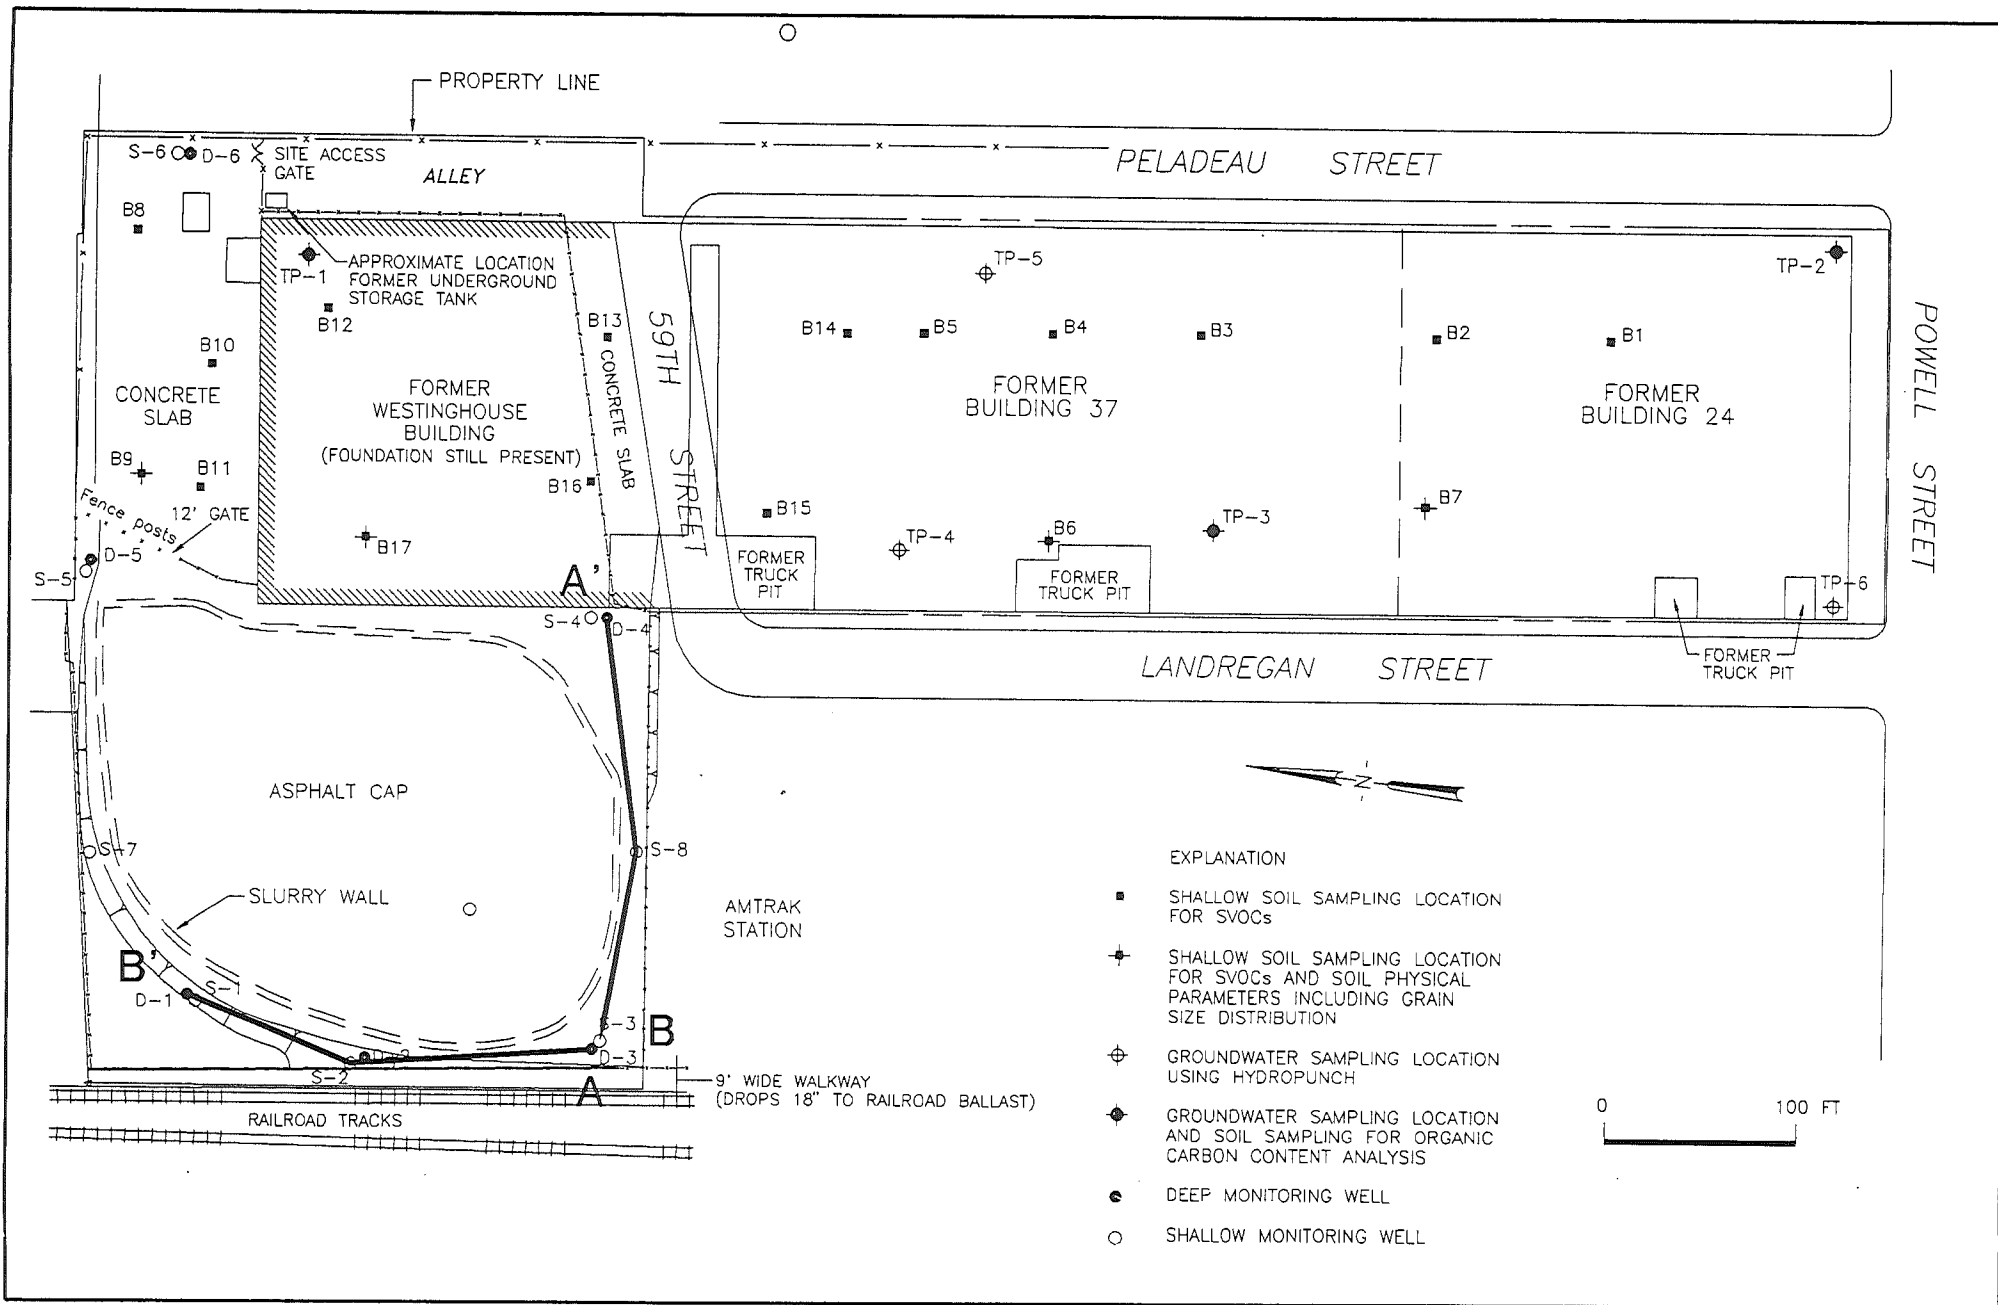 PROPERTY LINE
S-6
D-6
SITE ACCESS
GATE
ALLEY
PELADEAU STREET
B8
TP-1
APPROXIMATE LOCATION
FORMER UNDERGROUND
STORAGE TANK
TP-5
TP-2
B12
B13
B14
B5
B4
B3
B2
B1
B10
59TH STREET
POWELL STREET
CONCRETE
SLAB
FORMER
WESTINGHOUSE
BUILDING
(FOUNDATION STILL PRESENT)
CONCRETE SLAB
FORMER
BUILDING 37
FORMER
BUILDING 24
B9
B11
B16
B15
B7
Fence posts
12' GATE
B17
TP-4
B6
TP-3
D-5
S-5
A'
FORMER
TRUCK
PIT
FORMER
TRUCK PIT
TP-6
S-4
D-4
LANDREGAN STREET
FORMER
TRUCK PIT
ASPHALT CAP
N
S-7
S-8
SLURRY WALL
AMTRAK
STATION
B'
D-1
S-1
S-3
B
D-2
D-3
S-2
A
9' WIDE WALKWAY
(DROPS 18" TO RAILROAD BALLAST)
RAILROAD TRACKS
EXPLANATION
SHALLOW SOIL SAMPLING LOCATION
FOR SVOCs
SHALLOW SOIL SAMPLING LOCATION
FOR SVOCs AND SOIL PHYSICAL
PARAMETERS INCLUDING GRAIN
SIZE DISTRIBUTION
GROUNDWATER SAMPLING LOCATION
USING HYDROPUNCH
GROUNDWATER SAMPLING LOCATION
AND SOIL SAMPLING FOR ORGANIC
CARBON CONTENT ANALYSIS
DEEP MONITORING WELL
SHALLOW MONITORING WELL
0 100 FT